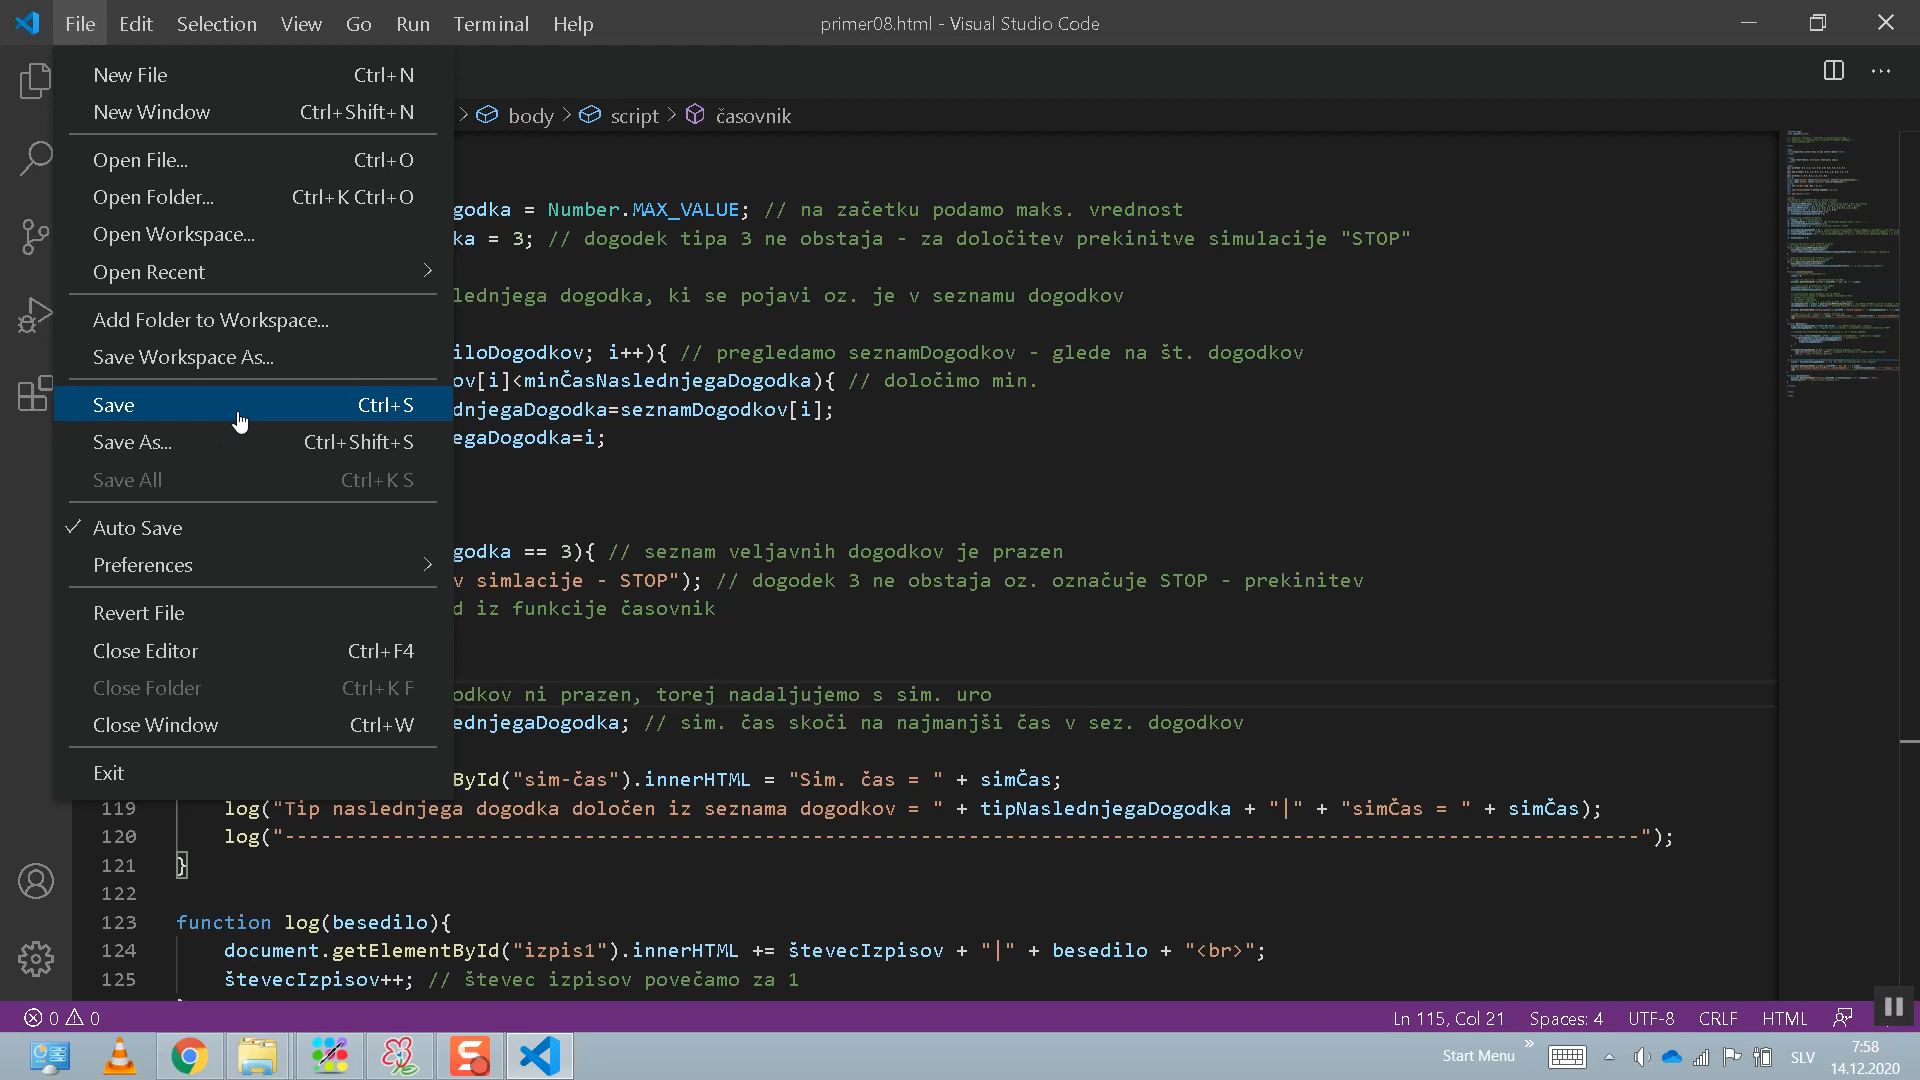 File Edit Selection View Go Run Terminal Help
primer08.html - Visual Studio Code
New File Ctrl+N
New Window Ctrl+Shift+N
Open File... Ctrl+O
Open Folder... Ctrl+K Ctrl+O
Open Workspace...
Open Recent
Add Folder to Workspace...
Save Workspace As...
Save Ctrl+S
Save As... Ctrl+Shift+S
Save All Ctrl+K S
Auto Save
Preferences
Revert File
Close Editor Ctrl+F4
Close Folder Ctrl+K F
Close Window Ctrl+W
Exit
> body > script > časovnik
godka = Number.MAX_VALUE; // na začetku podamo maks. vrednost
ka = 3; // dogodek tipa 3 ne obstaja - za določitev prekinitve simulacije "STOP"
lednjega dogodka, ki se pojavi oz. je v seznamu dogodkov
iloDogodkov; i++){ // pregledamo seznamDogodkov - glede na št. dogodkov
ov[i]<minČasNaslednjegaDogodka){ // določimo min.
dnjegaDogodka=seznamDogodkov[i];
egaDogodka=i;
godka == 3){ // seznam veljavnih dogodkov je prazen
v simlacije - STOP"); // dogodek 3 ne obstaja oz. označuje STOP - prekinitev
d iz funkcije časovnik
odkov ni prazen, torej nadaljujemo s sim. uro
ednjegaDogodka; // sim. čas skoči na najmanjši čas v sez. dogodkov
ById("sim-čas").innerHTML = "Sim. čas = " + simČas;
119 log("Tip naslednjega dogodka določen iz seznama dogodkov = " + tipNaslednjegaDogodka + "|" + "simČas = " + simČas);
120 log("-----------------------------------------------------------------------------------------------------------------");
121 }
122
123 function log(besedilo){
124 document.getElementById("izpis1").innerHTML += števecIzpisov + "|" + besedilo + "<br>";
125 števecIzpisov++; // števec izpisov povečamo za 1
0 0
Ln 115, Col 21 Spaces: 4 UTF-8 CRLF HTML
Start Menu » SLV 7:58
14.12.2020